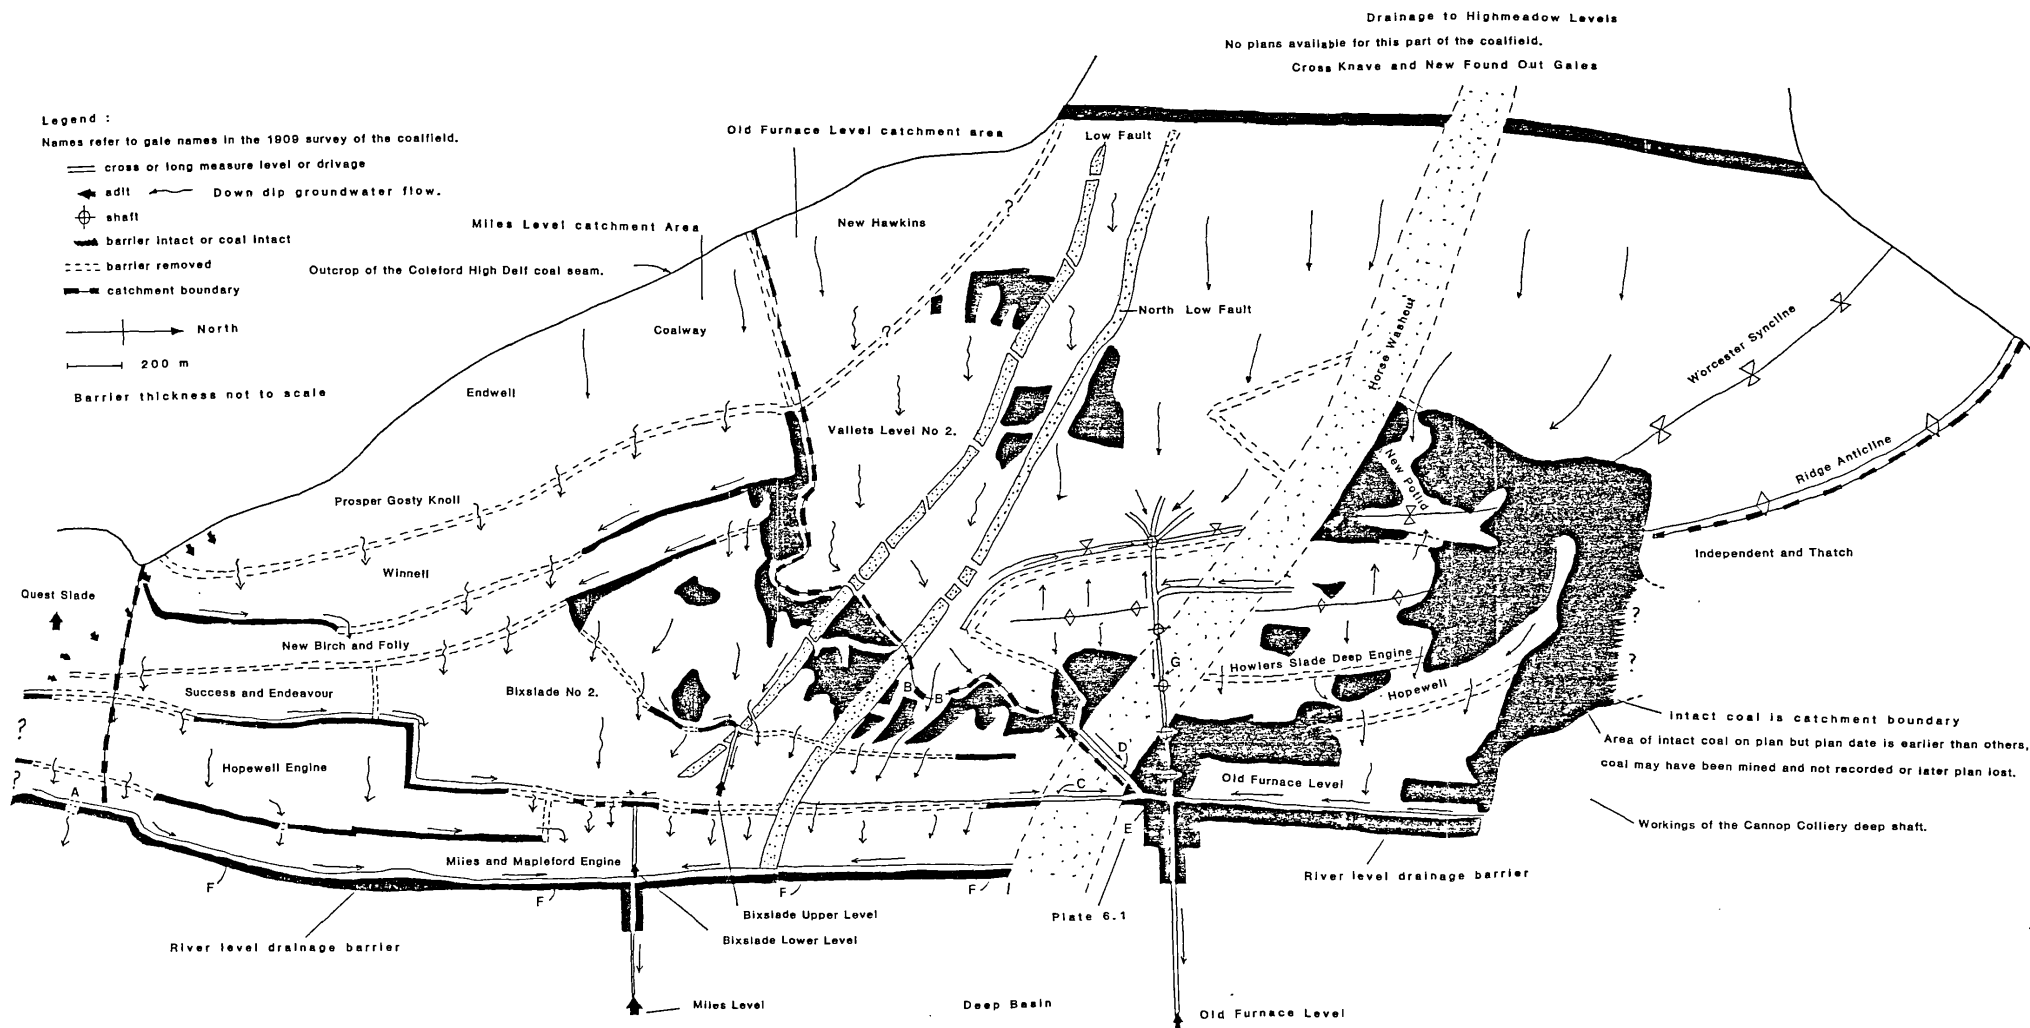 Drainage to Highmeadow Levels
No plans available for this part of the coalfield.
Cross Knave and New Found Out Gales
Legend :
Names refer to gale names in the 1909 survey of the coalfield.
cross or long measure level or drivage
adit
Down dip groundwater flow.
shaft
barrier intact or coal intact
barrier removed
catchment boundary
North
200 m
Barrier thickness not to scale
Old Furnace Level catchment area
Low Fault
Miles Level catchment Area
New Hawkins
?
Outcrop of the Coleford High Delf coal seam.
Coalway
?
North Low Fault
Horse Washout
Worcester Syncline
Endwell
Vallets Level No 2.
New Potlid
Ridge Anticline
Prosper Gosty Knoll
Independent and Thatch
Winnell
Quest Slade
New Birch and Folly
?
Success and Endeavour
Bixslade No 2.
B
B
G
Howlers Slade Deep Engine
Hopewell
?
Intact coal is catchment boundary
?
Area of intact coal on plan but plan date is earlier than others,
coal may have been mined and not recorded or later plan lost.
Hopewell Engine
D
?
A
C
Old Furnace Level
E
Workings of the Cannop Colliery deep shaft.
Miles and Mapleford Engine
F
F
F
F
River level drainage barrier
Bixslade Upper Level
Plate 6.1
Bixslade Lower Level
River level drainage barrier
Miles Level
Deep Basin
Old Furnace Level